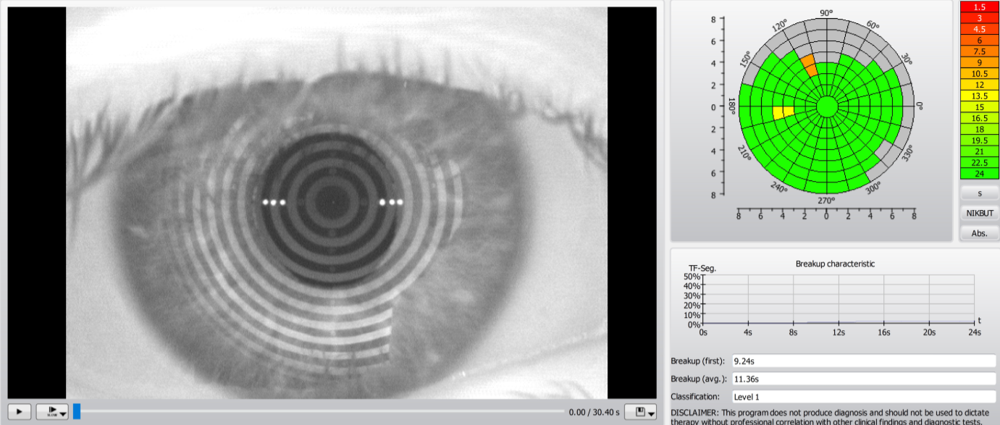 90°
120°
60°
150°
30°
180°
0°
210°
330°
240°
300°
270°
8
6
4
2
0
2
4
6
8
8 6 4 2 0 2 4 6 8
1.5
3
4.5
6
7.5
9
10.5
12
13.5
15
16.5
18
19.5
21
22.5
24
s
NIKBUT
Abs.
Breakup characteristic
TF-Seg.
50%
40%
30%
20%
10%
0%
t
0s 4s 8s 12s 16s 20s 24s
Breakup (first): 9.24s
Breakup (avg.): 11.36s
Classification: Level 1
DISCLAIMER: This program does not produce diagnosis and should not be used to dictate
therapy without professional correlation with other clinical findings and diagnostic tests.
SLOW
0.00 / 30.40 s